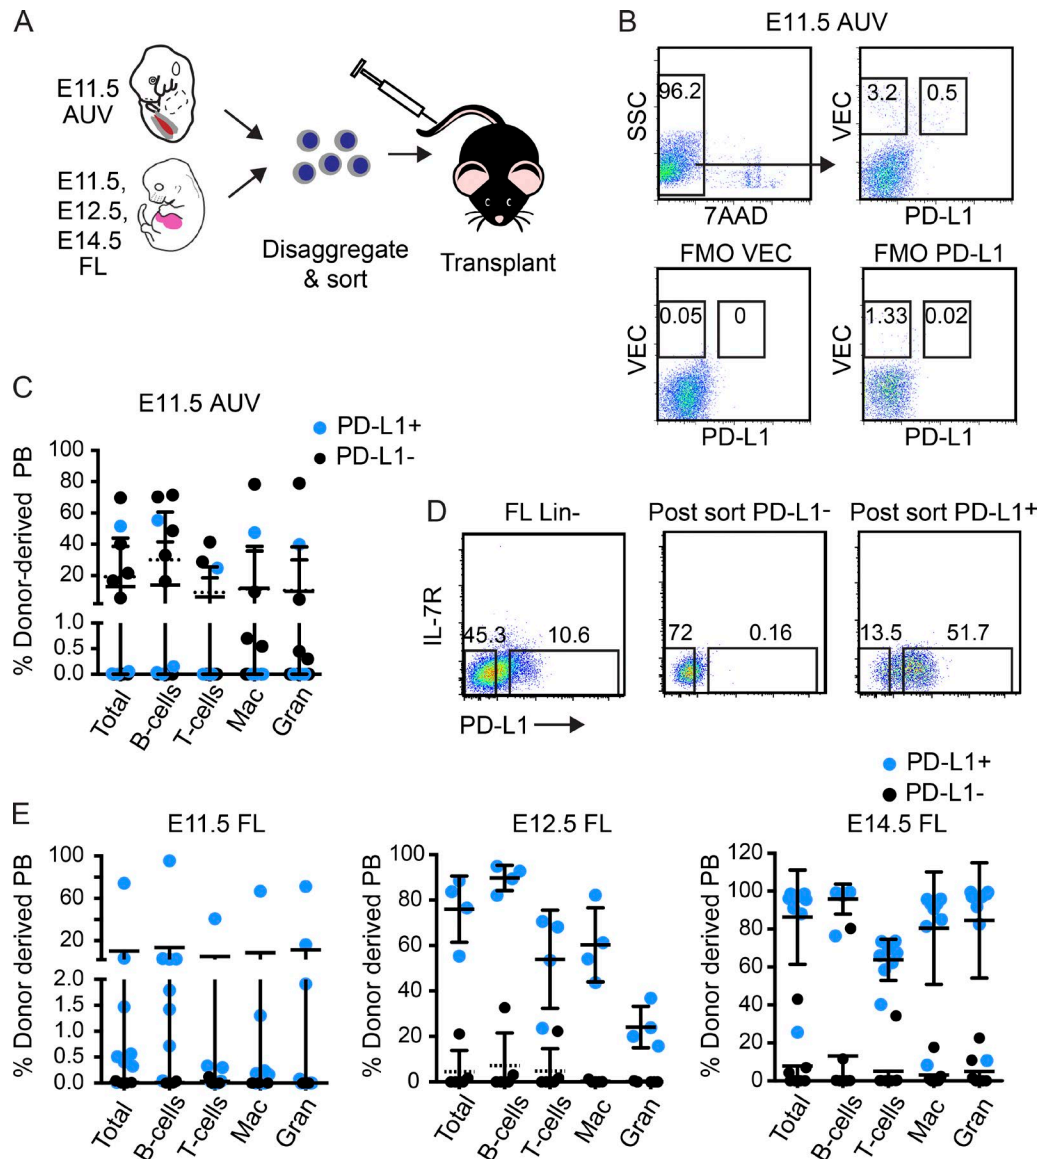 A
E11.5
AUV
E11.5,
E12.5,
E14.5
FL
Disaggregate
& sort
Transplant
B
E11.5 AUV
SSC
96.2
7AAD
VEC
3.2
0.5
PD-L1
FMO VEC
VEC
0.05
0
PD-L1
FMO PD-L1
VEC
1.33
0.02
PD-L1
C
E11.5 AUV
PD-L1+
PD-L1-
% Donor-derived PB
100
80
60
40
20
1.0
0.5
0.0
Total
B-cells
T-cells
Mac
Gran
D
FL Lin-
IL-7R
45.3
10.6
PD-L1
Post sort PD-L1-
72
0.16
Post sort PD-L1+
13.5
51.7
PD-L1+
PD-L1-
E
E11.5 FL
% Donor derived PB
100
60
20
2.0
1.5
1.0
0.5
0.0
Total
B-cells
T-cells
Mac
Gran
E12.5 FL
% Donor derived PB
100
80
60
40
20
0
Total
B-cells
T-cells
Mac
Gran
E14.5 FL
% Donor derived PB
120
100
80
60
40
20
0
Total
B-cells
T-cells
Mac
Gran